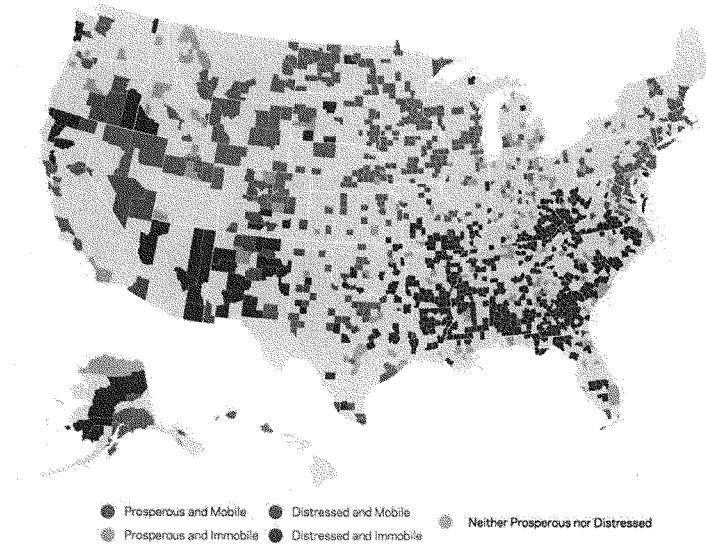 Prosperous and Mobile
Distressed and Mobile
Neither Prosperous nor Distressed
Prosperous and Immobile
Distressed and Immobile